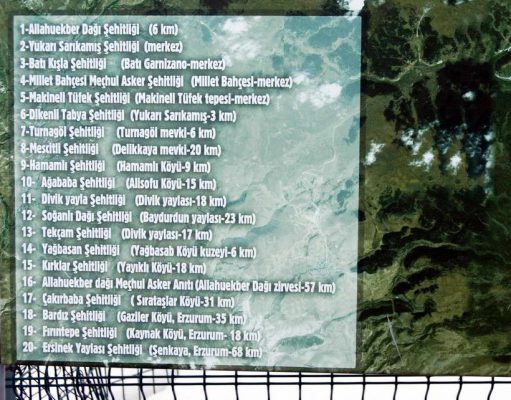 1-Allahuekber Dağı Şehitliği (6 km)
2-Yukarı Sarıkamış Şehitliği (merkez)
3-Batı Kışla Şehitliği (Batı Garnizano-merkez)
4-Millet Bahçesi Meçhul Asker Şehitliği (Millet Bahçesi-merkez)
5-Makineli Tüfek Şehitliği (Makineli Tüfek tepesi-merkez)
6-Dikenli Tabya Şehitliği (Yukarı Sarıkamış-3 km)
7-Turnagöl Şehitliği (Turnagöl mevki-6 km)
8-Mescitli Şehitliği (Delikkaya mevki-20 km)
9-Hamamlı Şehitliği (Hamamlı Köyü-9 km)
10- Ağababa Şehitliği (Alisofu Köyü-15 km)
11- Divik yayla Şehitliği (Divik yaylası-18 km)
12- Soğanlı Dağı Şehitliği (Baydurdun yaylası-23 km)
13- Tekçam Şehitliği (Divik yaylası-17 km)
14- Yağbasan Şehitliği (Yağbasab Köyü kuzeyi-6 km)
15- Kırklar Şehitliği (Yayıklı Köyü-18 km)
16- Allahuekber dağı Meçhul Asker Anıtı (Allahuekber Dağı zirvesi-57 km)
17- Çakırbaba Şehitliği ( Sırataşlar Köyü-31 km)
18- Bardız Şehitliği (Gaziler Köyü, Erzurum-35 km)
19- Fırıntepe Şehitliği (Kaynak Köyü, Erzurum- 18 km)
20- Ersinek Yaylası Şehitliği (Şenkaya, Erzurum-68 km)